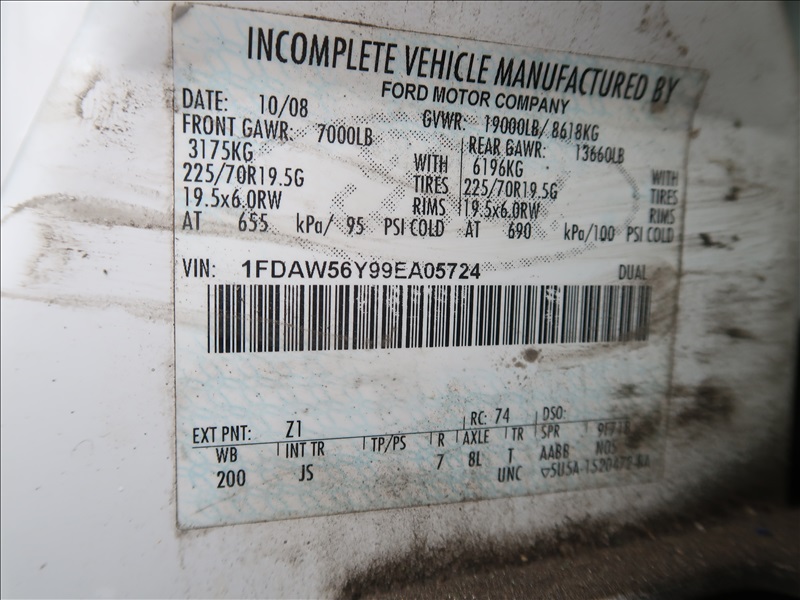 INCOMPLETE VEHICLE MANUFACTURED BY
FORD MOTOR COMPANY
DATE: 10/08 GVWR: 19000LB/ 8618KG
FRONT GAWR: 7000LB REAR GAWR: 13660LB
3175KG WITH 6196KG WITH
225/70R19.5G TIRES 225/70R19.5G TIRES
19.5x6.0RW RIMS 19.5x6.0RW RIMS
AT 655 kPa/ 95 PSI COLD AT 690 kPa/100 PSI COLD
VIN: 1FDAW56Y99EA05724 DUAL
EXT PNT: Z1 RC: 74 DSO:
WB INT TR TP/PS R AXLE TR SPR
200 JS 7 8L T AABB NOS
UNC